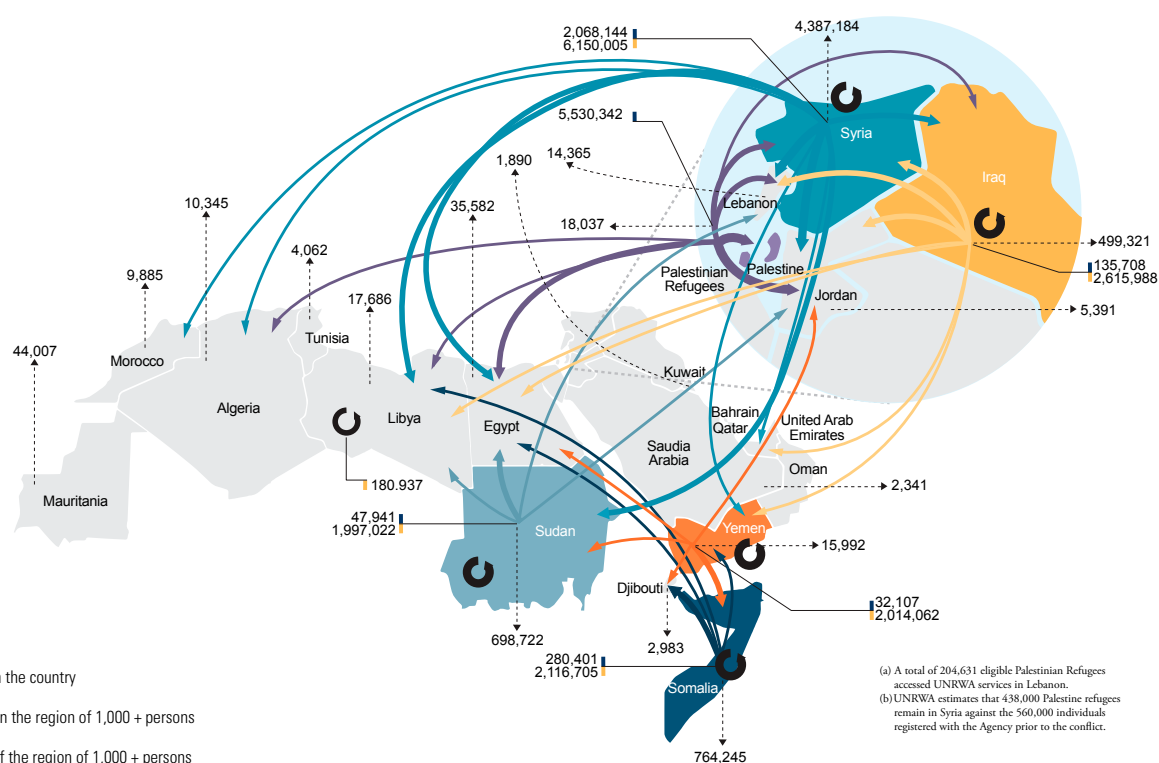 2,068,144
6,150,005
4,387,184
5,530,342
Syria
1,890
14,365
Iraq
10,345
35,582
Lebanon
18,037
4,062
499,321
9,885
135,708
2,615,988
Palestinian
Refugees
Palestine
17,686
Jordan
5,391
Tunisia
44,007
Morocco
Kuwait
Algeria
Libya
Egypt
Bahrain
Qatar
United Arab
Emirates
Saudia
Arabia
Oman
180.937
2,341
Mauritania
47,941
1,997,022
Sudan
Yemen
15,992
Djibouti
32,107
2,014,062
698,722
2,983
280,401
2,116,705
Somalia
764,245
the country
n the region of 1,000 + persons
f the region of 1,000 + persons
(a) A total of 204,631 eligible Palestinian Refugees
accessed UNRWA services in Lebanon.
(b) UNRWA estimates that 438,000 Palestine refugees
remain in Syria against the 560,000 individuals
registered with the Agency prior to the conflict.